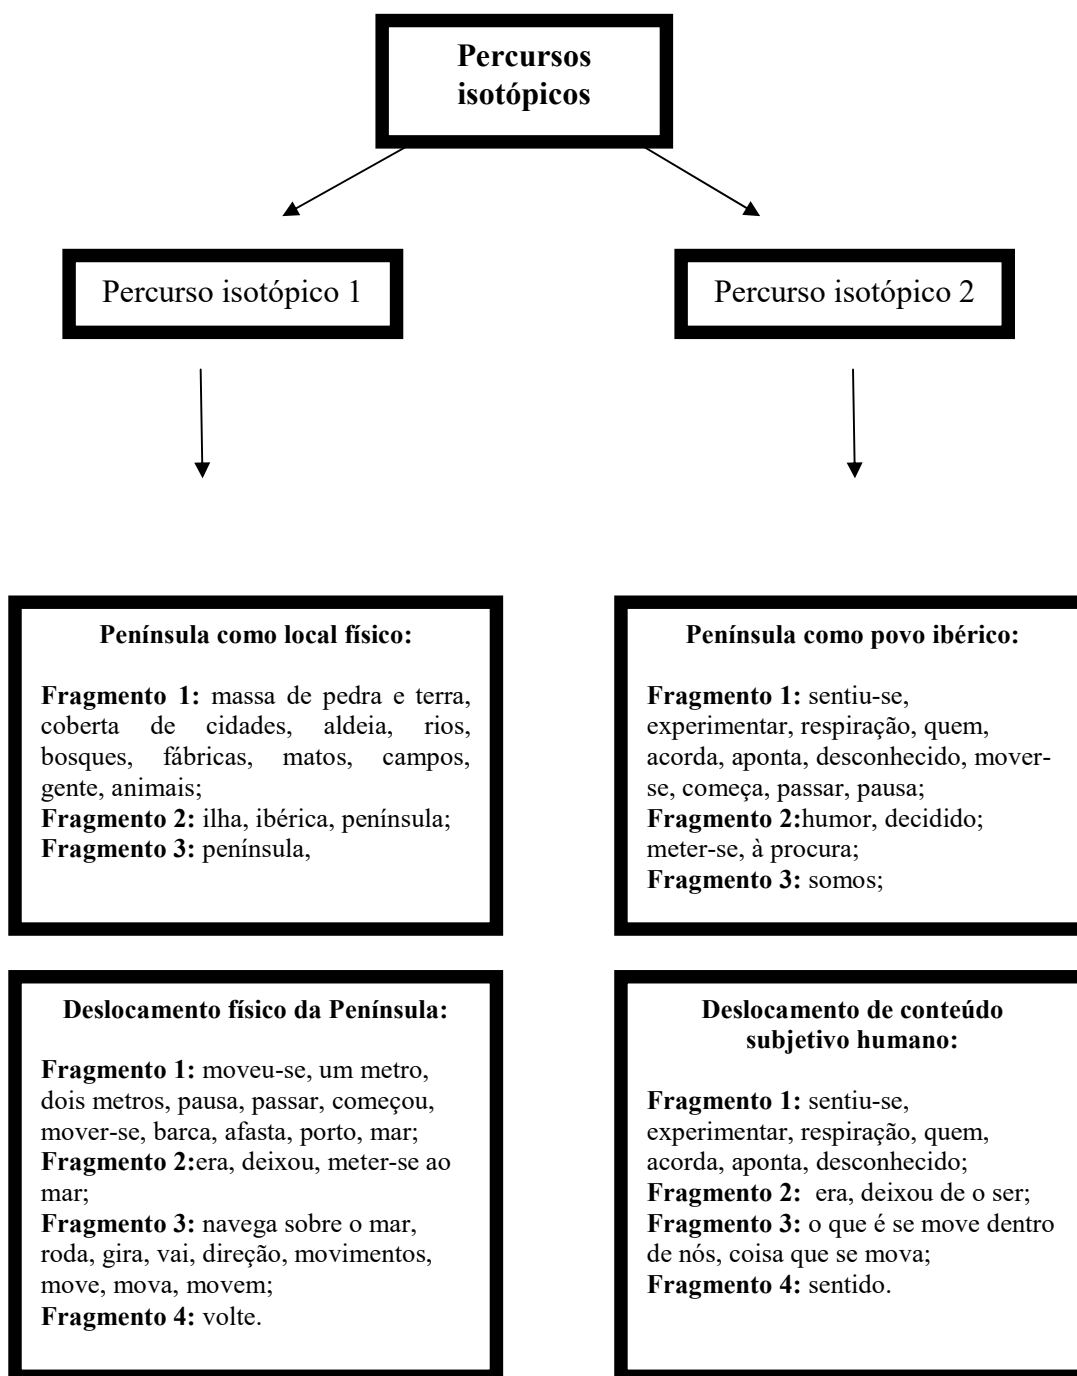 Percursos
isotópicos
Percurso isotópico 1
Percurso isotópico 2
Península como local físico:
Fragmento 1: massa de pedra e terra,
coberta de cidades, aldeia, rios,
bosques, fábricas, matos, campos,
gente, animais;
Fragmento 2: ilha, ibérica, península;
Fragmento 3: península,
Península como povo ibérico:
Fragmento 1: sentiu-se,
experimentar, respiração, quem,
acorda, aponta, desconhecido, mover-
se, começa, passar, pausa;
Fragmento 2:humor, decidido;
meter-se, à procura;
Fragmento 3: somos;
Deslocamento físico da Península:
Fragmento 1: moveu-se, um metro,
dois metros, pausa, passar, começou,
mover-se, barca, afasta, porto, mar;
Fragmento 2:era, deixou, meter-se ao
mar;
Fragmento 3: navega sobre o mar,
roda, gira, vai, direção, movimentos,
move, mova, movem;
Fragmento 4: volte.
Deslocamento de conteúdo
subjetivo humano:
Fragmento 1: sentiu-se,
experimentar, respiração, quem,
acorda, aponta, desconhecido;
Fragmento 2: era, deixou de o ser;
Fragmento 3: o que é se move dentro
de nós, coisa que se mova;
Fragmento 4: sentido.